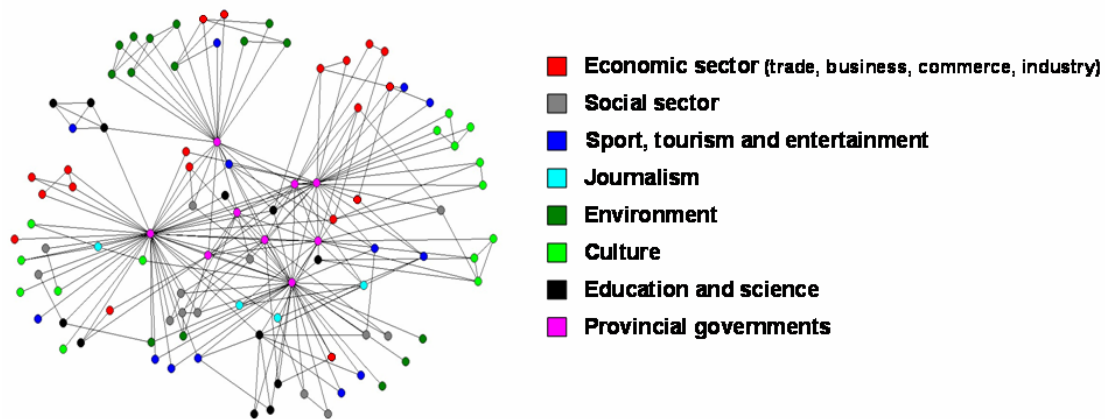 Economic sector (trade, business, commerce, industry)
Social sector
Sport, tourism and entertainment
Journalism
Environment
Culture
Education and science
Provincial governments